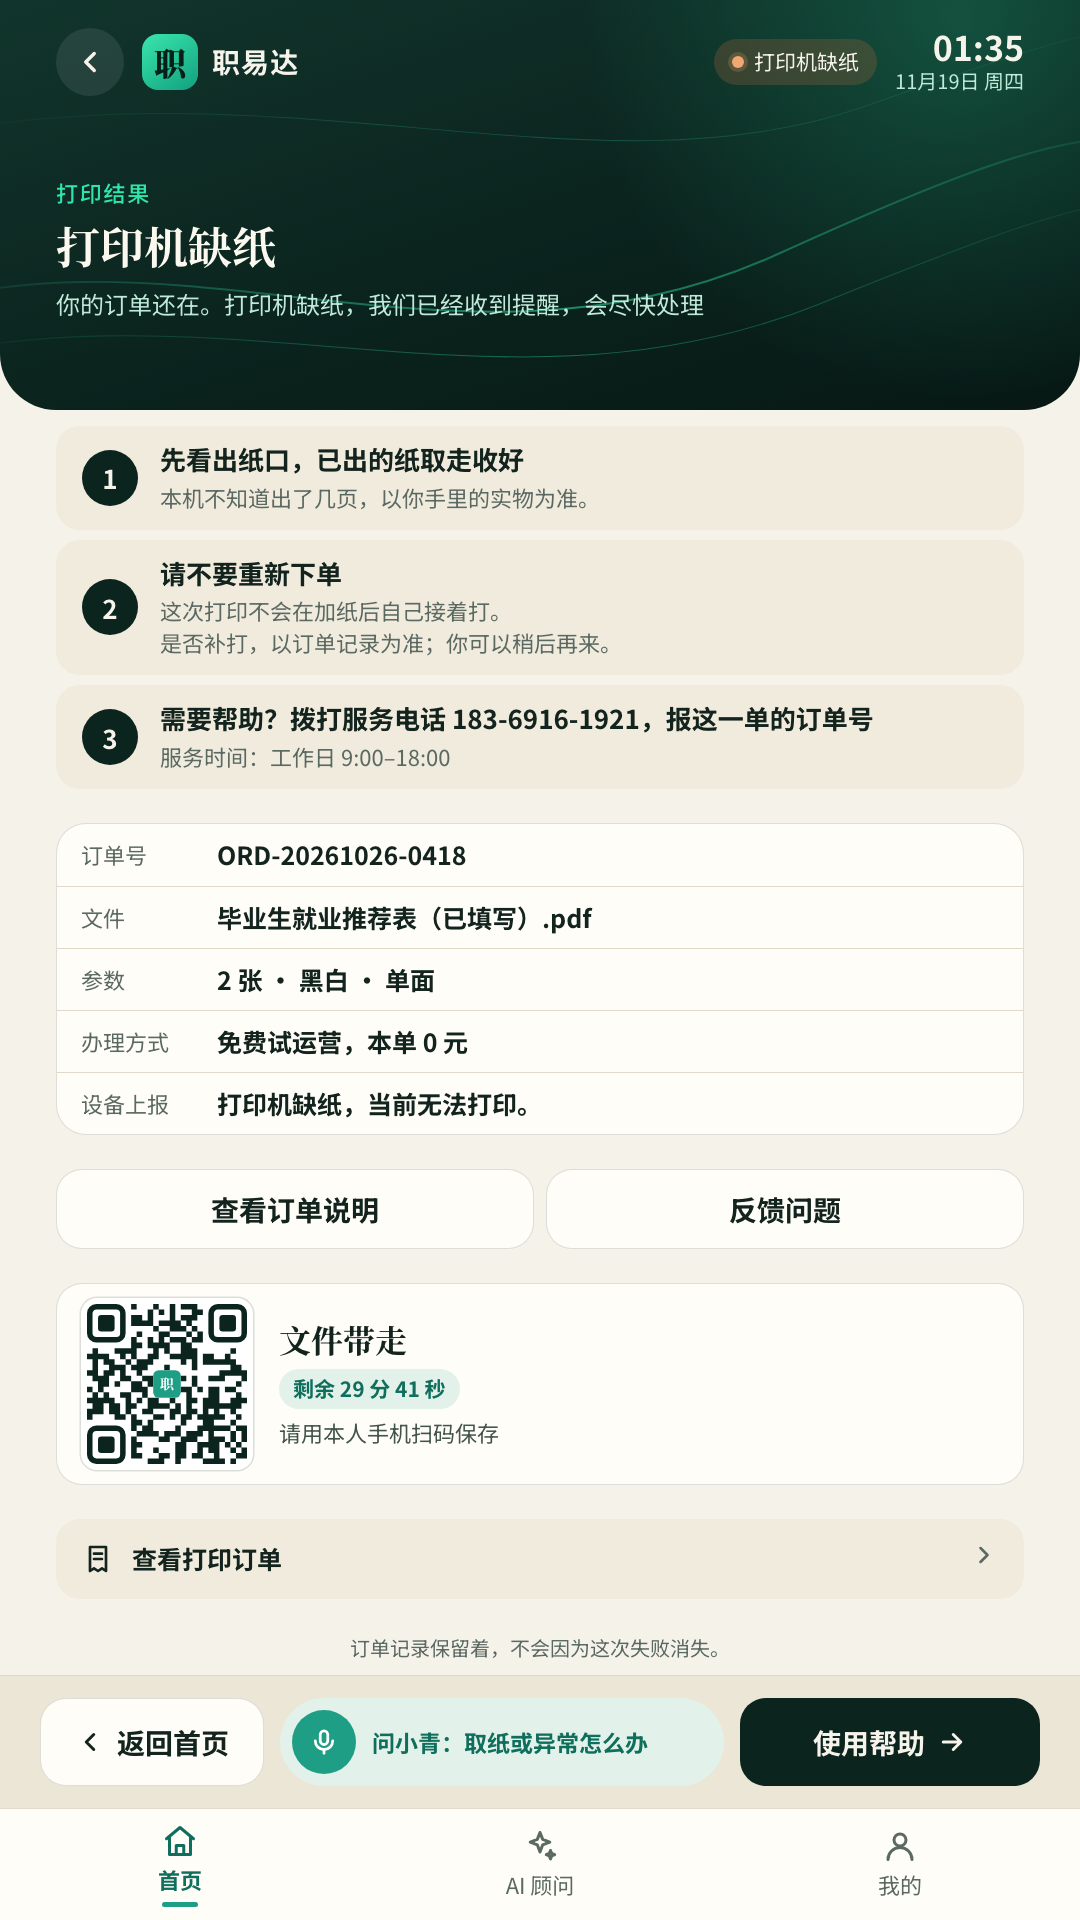 职 职易达
打印机缺纸
01:35
11月19日 周四
打印结果
打印机缺纸
你的订单还在。打印机缺纸，我们已经收到提醒，会尽快处理
1
先看出纸口，已出的纸取走收好
本机不知道出了几页，以你手里的实物为准。
2
请不要重新下单
这次打印不会在加纸后自己接着打。
是否补打，以订单记录为准；你可以稍后再来。
3
需要帮助？拨打服务电话 183-6916-1921，报这一单的订单号
服务时间：工作日 9:00–18:00
订单号 ORD-20261026-0418
文件 毕业生就业推荐表（已填写）.pdf
参数 2 张 · 黑白 · 单面
办理方式 免费试运营，本单 0 元
设备上报 打印机缺纸，当前无法打印。
查看订单说明 反馈问题
职
文件带走
剩余 29 分 41 秒
请用本人手机扫码保存
查看打印订单
订单记录保留着，不会因为这次失败消失。
返回首页 问小青：取纸或异常怎么办 使用帮助
首页 AI 顾问 我的